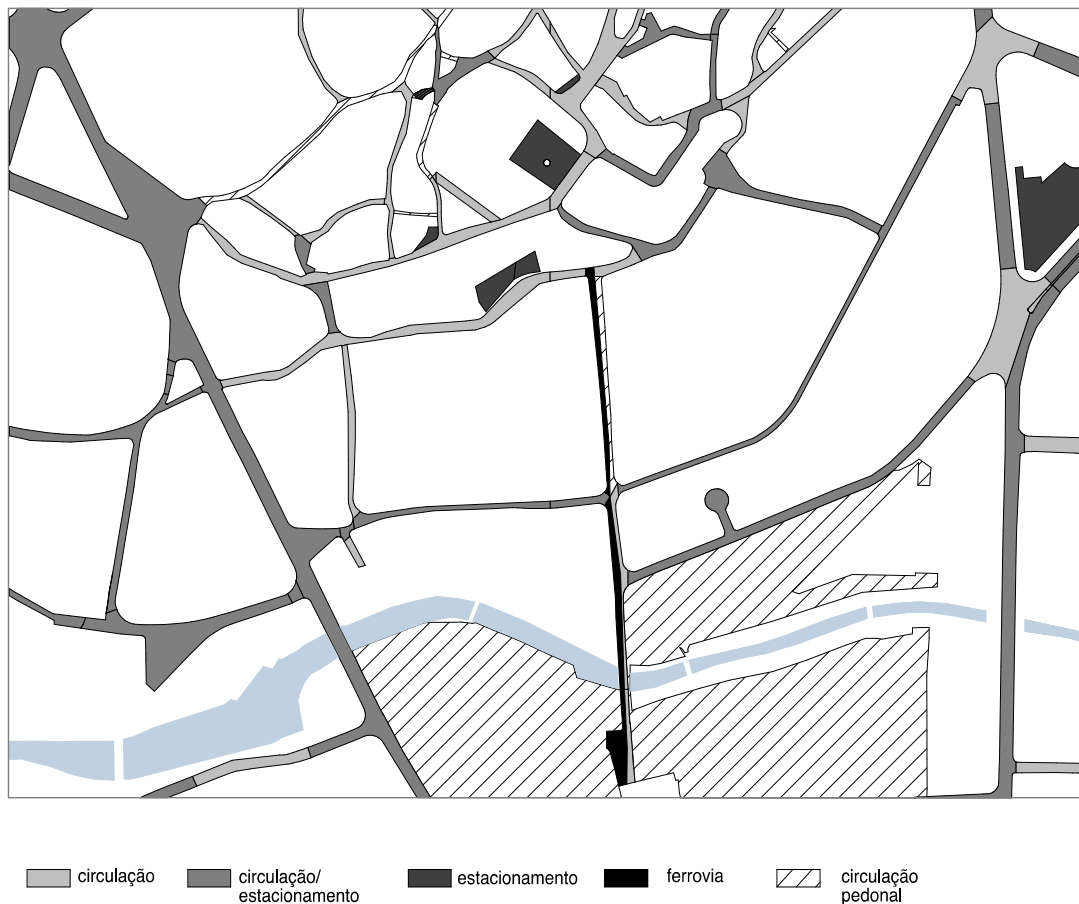 circulação
circulação/
estacionamento
estacionamento
ferrovia
circulação
pedonal